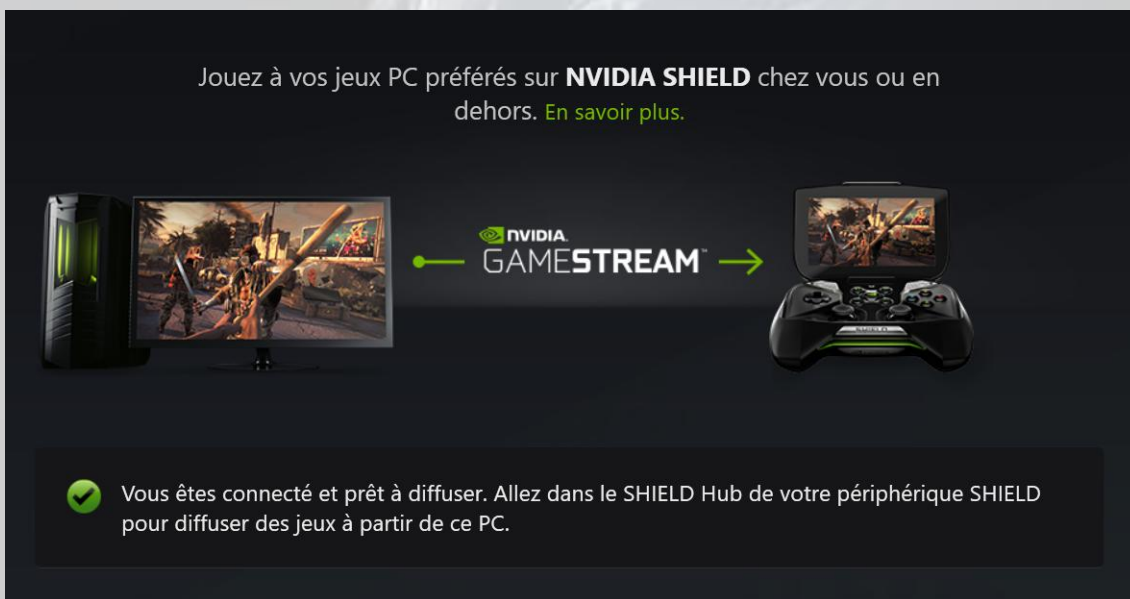 Jouez à vos jeux PC préférés sur NVIDIA SHIELD chez vous ou en
dehors. En savoir plus.
NVIDIA.
GAMESTREAM™
SHIELD
Vous êtes connecté et prêt à diffuser. Allez dans le SHIELD Hub de votre périphérique SHIELD
pour diffuser des jeux à partir de ce PC.